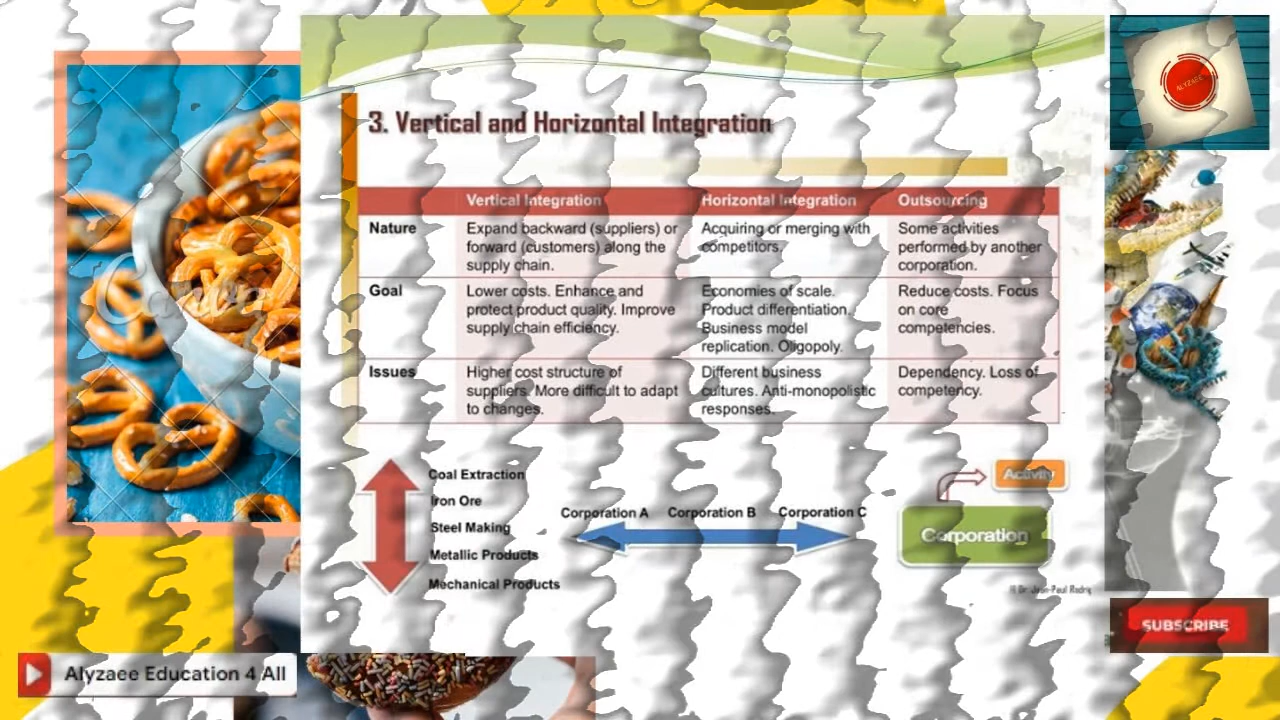 3. Vertical and Horizontal Integration
Vertical Integration Horizontal Integration Outsourcing
Nature
Expand backward (suppliers) or
forward (customers) along the
supply chain.
Acquiring or merging with
competitors.
Some activities
performed by another
corporation.
Goal
Lower costs. Enhance and
protect product quality. Improve
supply chain efficiency.
Economies of scale.
Product differentiation.
Business model
replication. Oligopoly.
Reduce costs. Focus
on core
competencies.
Issues
Higher cost structure of
suppliers. More difficult to adapt
to changes.
Different business
cultures. Anti-monopolistic
responses.
Dependency. Loss of
competency.
Coal Extraction
Iron Ore
Steel Making
Metallic Products
Mechanical Products
Corporation A Corporation B Corporation C
Activity
Corporation
Dr. Jean-Paul
Canva
ALYZAEE
SUBSCRIBE
Alyzaee Education 4 All